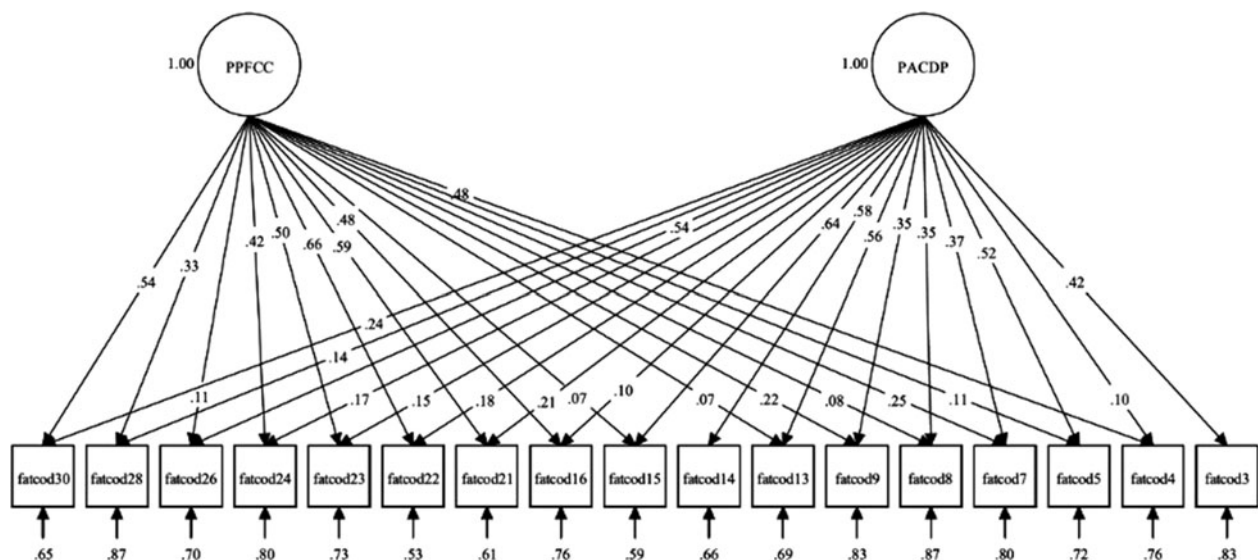 1.00 PPFCC 1.00 PACDP
.48
.48 .54 .64 .58 .35
.42 .50 .66 .59 .56 .35 .37 .52
.54 .33 .42
.24
.14
.11 .17 .15 .18 .21 .07 .10 .07 .22 .08 .25 .11 .10
fatcod30 fatcod28 fatcod26 fatcod24 fatcod23 fatcod22 fatcod21 fatcod16 fatcod15 fatcod14 fatcod13 fatcod9 fatcod8 fatcod7 fatcod5 fatcod4 fatcod3
.65 .87 .70 .80 .73 .53 .61 .76 .59 .66 .69 .83 .87 .80 .72 .76 .83